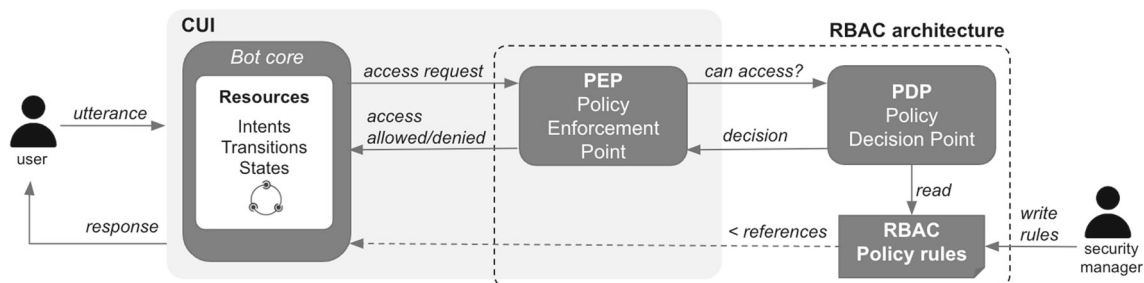 CUI
RBAC architecture
Bot core
Resources
Intents
Transitions
States
user
utterance
response
access request
access
allowed/denied
PEP
Policy
Enforcement
Point
can access?
decision
PDP
Policy
Decision Point
read
< references
RBAC
Policy rules
write
rules
security
manager